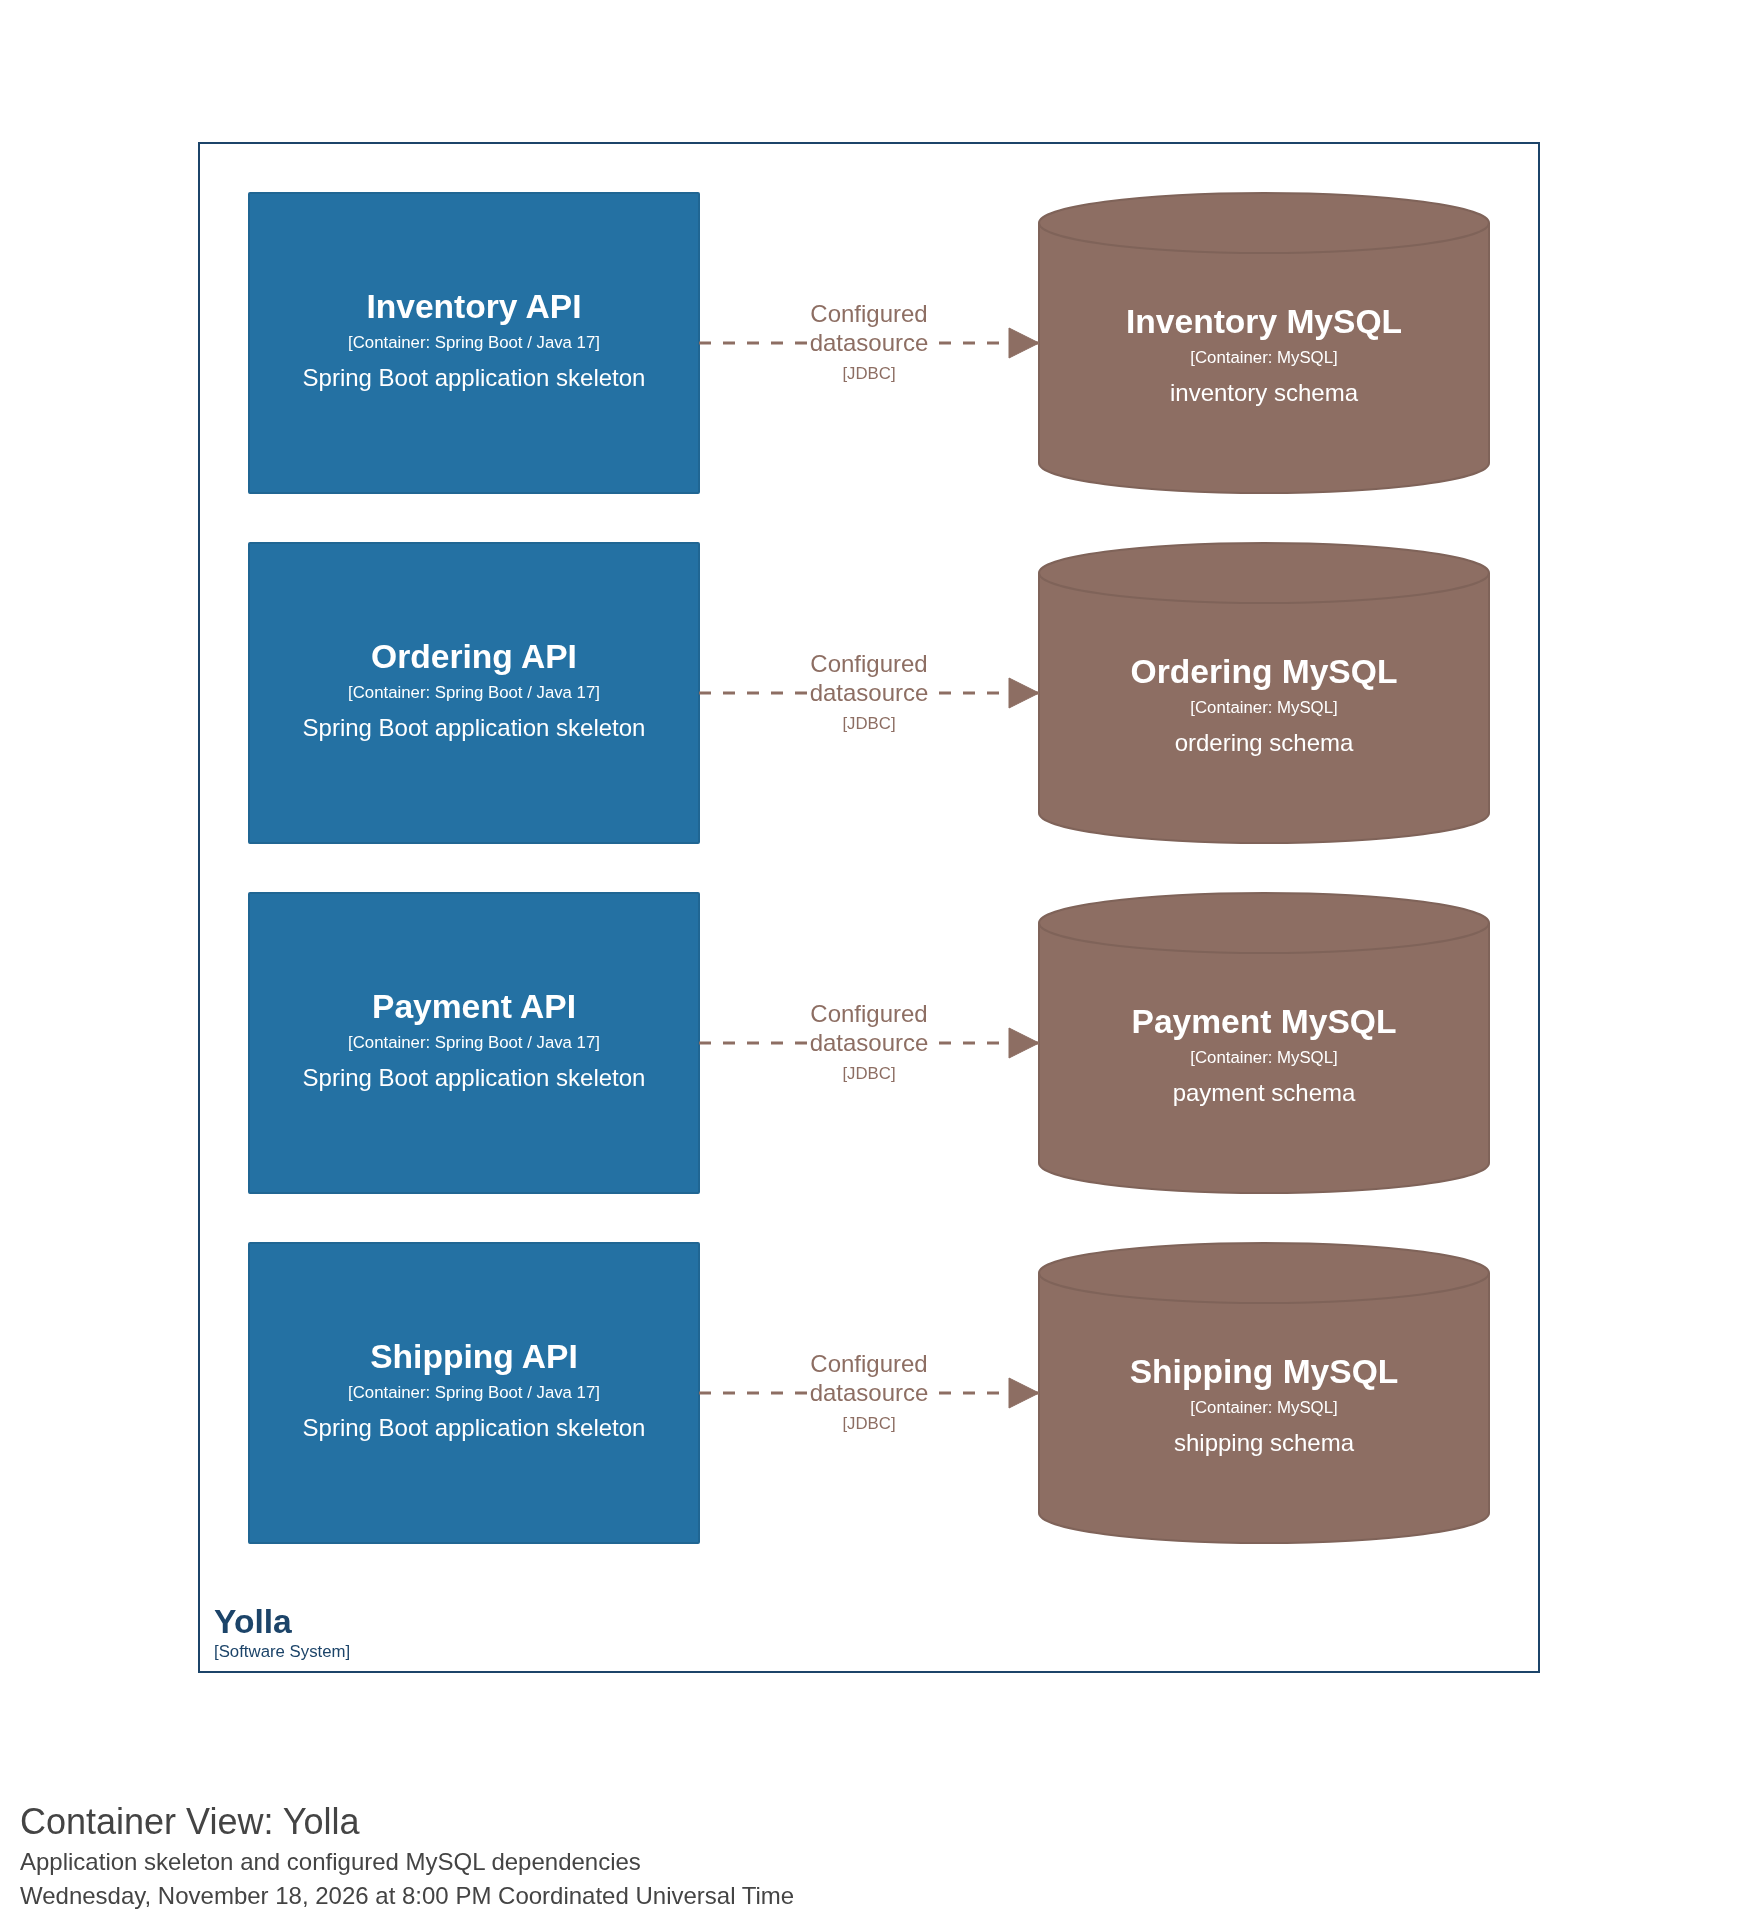 Inventory API
[Container: Spring Boot / Java 17]
Spring Boot application skeleton
Configured
datasource
[JDBC]
Inventory MySQL
[Container: MySQL]
inventory schema
Ordering API
[Container: Spring Boot / Java 17]
Spring Boot application skeleton
Configured
datasource
[JDBC]
Ordering MySQL
[Container: MySQL]
ordering schema
Payment API
[Container: Spring Boot / Java 17]
Spring Boot application skeleton
Configured
datasource
[JDBC]
Payment MySQL
[Container: MySQL]
payment schema
Shipping API
[Container: Spring Boot / Java 17]
Spring Boot application skeleton
Configured
datasource
[JDBC]
Shipping MySQL
[Container: MySQL]
shipping schema
Yolla
[Software System]
Container View: Yolla
Application skeleton and configured MySQL dependencies
Wednesday, November 18, 2026 at 8:00 PM Coordinated Universal Time